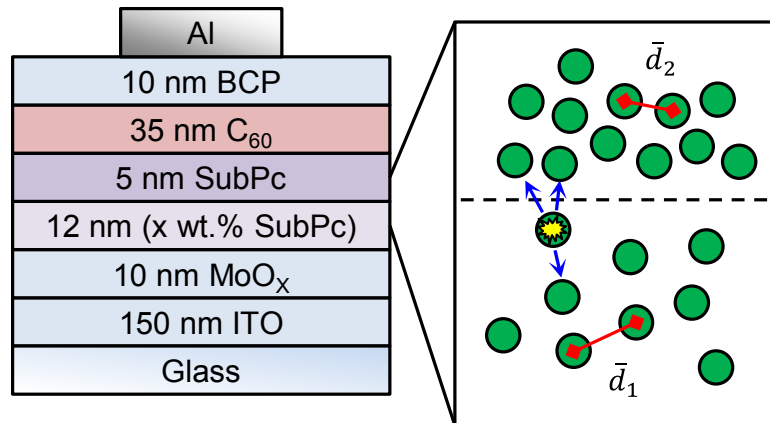 Al
10 nm BCP
35 nm C₆₀
5 nm SubPc
12 nm (x wt.% SubPc)
10 nm MoOₓ
150 nm ITO
Glass
d̄₂
d̄₁